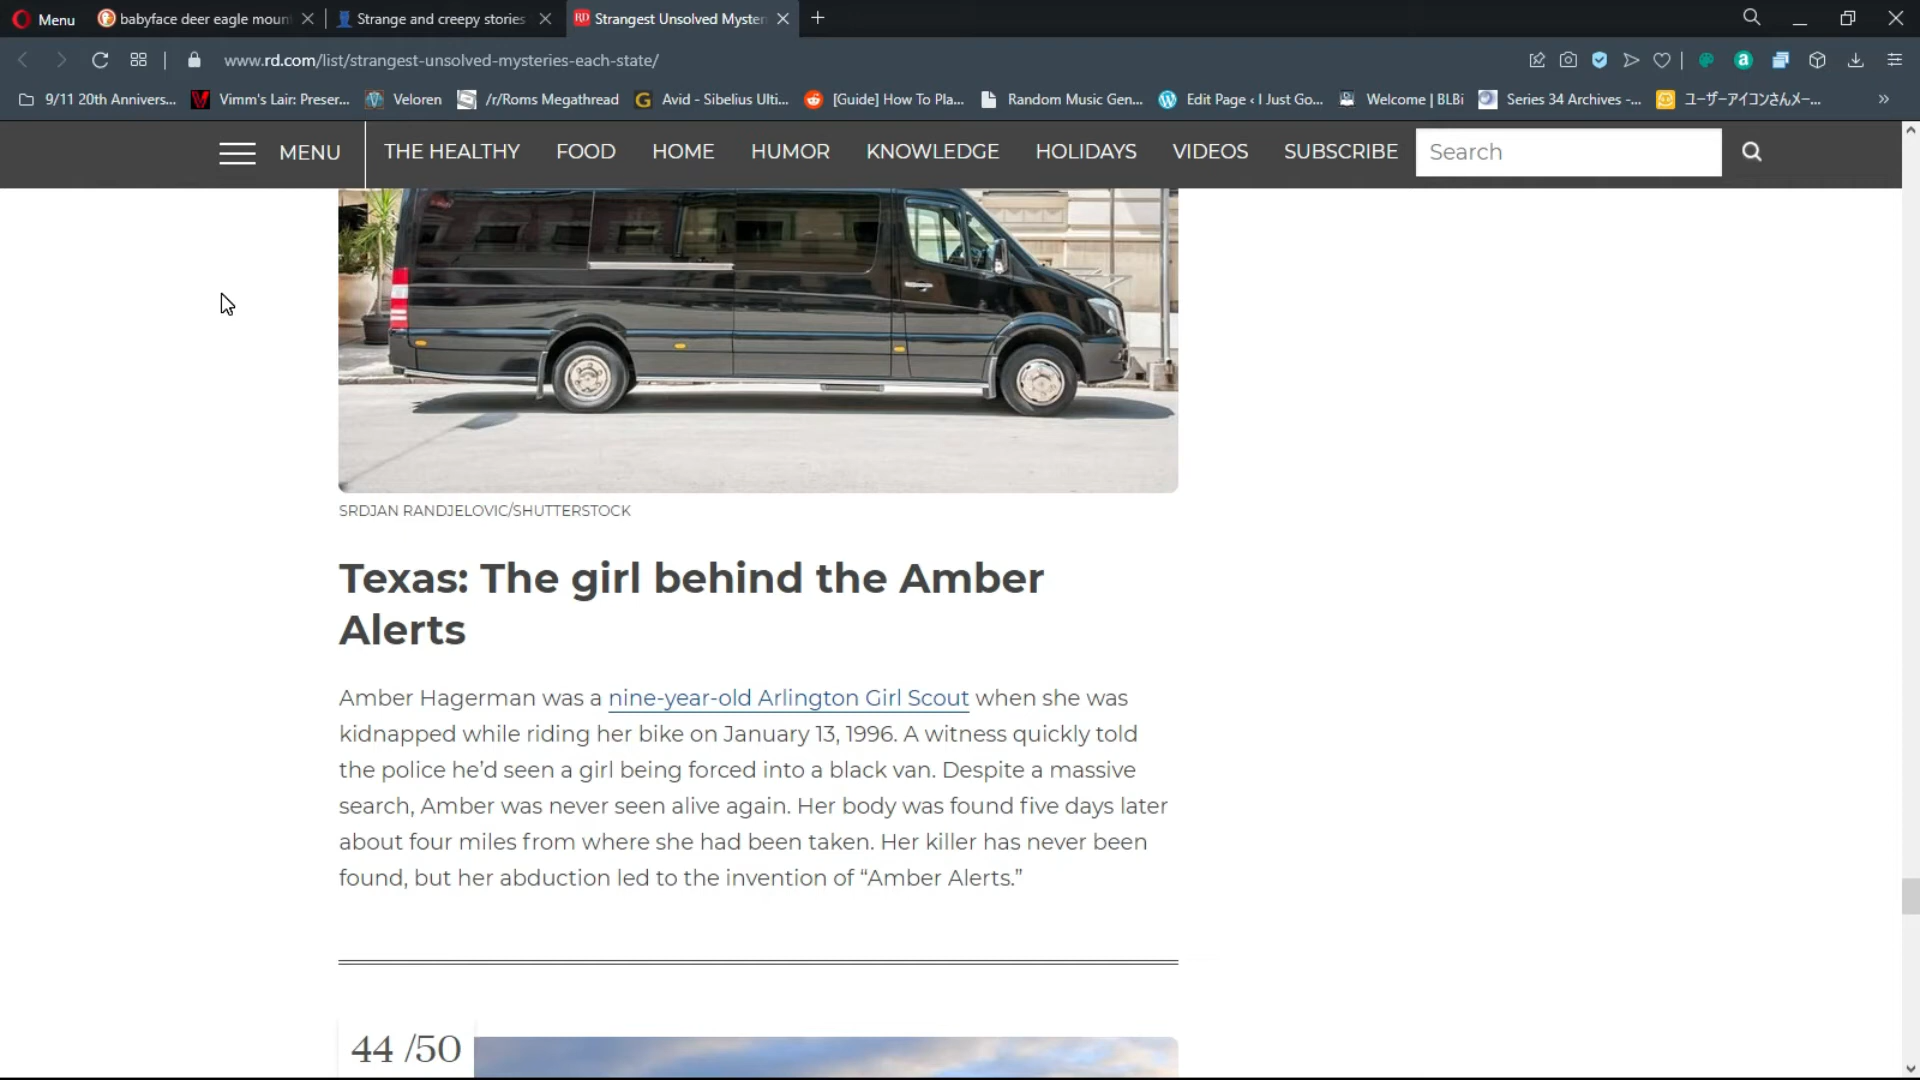 Menu
babyface deer eagle moun
Strange and creepy stories
RD Strangest Unsolved Myster
www.rd.com/list/strangest-unsolved-mysteries-each-state/
9/11 20th Annivers...
Vimm's Lair: Preser...
Veloren
/r/Roms Megathread
G Avid - Sibelius Ulti...
[Guide] How To Pla...
Random Music Gen...
Edit Page ‹ I Just Go...
Welcome | BLBi
Series 34 Archives -...
ユーザーアイコンさんメー...
MENU
THE HEALTHY
FOOD
HOME
HUMOR
KNOWLEDGE
HOLIDAYS
VIDEOS
SUBSCRIBE
Search
SRDJAN RANDJELOVIC/SHUTTERSTOCK
Texas: The girl behind the Amber
Alerts
Amber Hagerman was a nine-year-old Arlington Girl Scout when she was
kidnapped while riding her bike on January 13, 1996. A witness quickly told
the police he’d seen a girl being forced into a black van. Despite a massive
search, Amber was never seen alive again. Her body was found five days later
about four miles from where she had been taken. Her killer has never been
found, but her abduction led to the invention of “Amber Alerts.”
44 /50